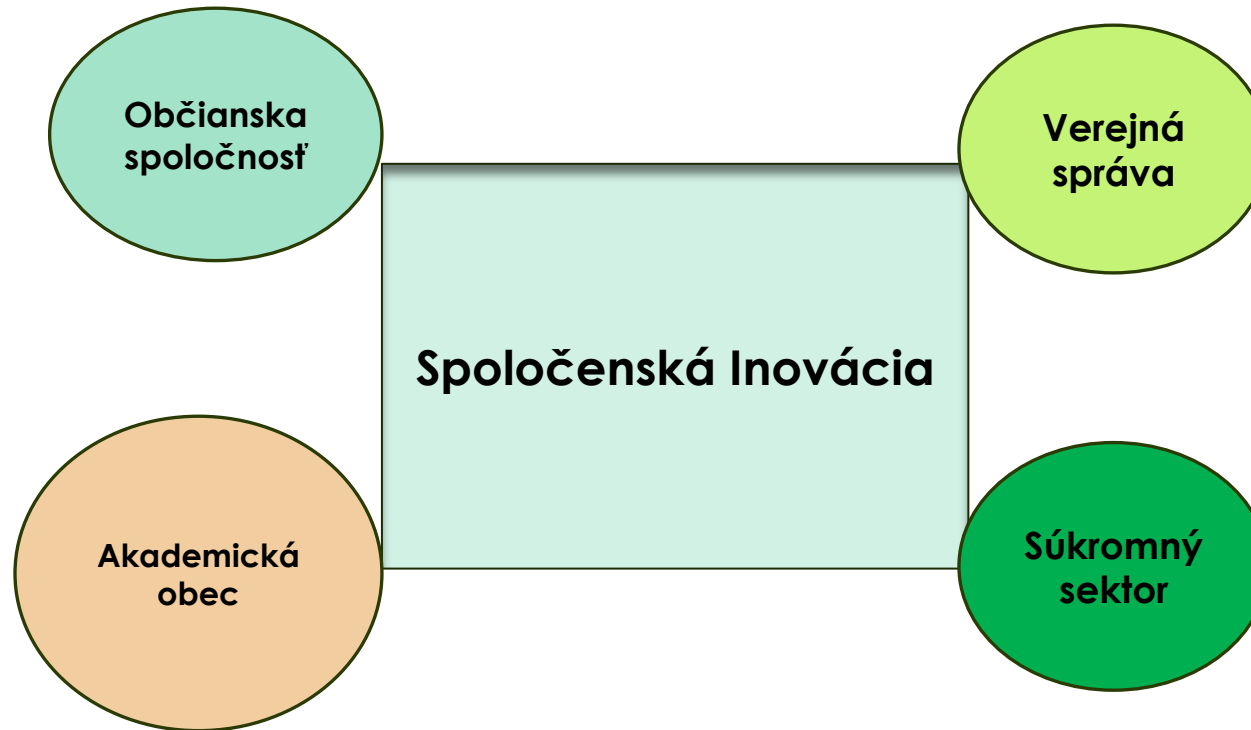 Občianska
spoločnosť
Verejná
správa
Spoločenská Inovácia
Akademická
obec
Súkromný
sektor